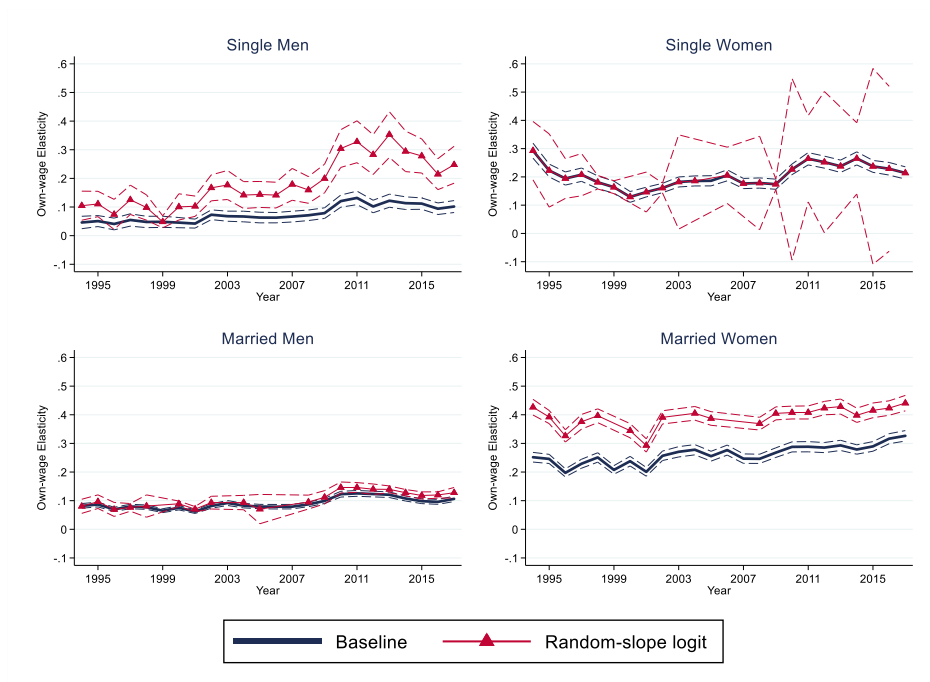 Single Men
Own-wage Elasticity
.6
.5
.4
.3
.2
.1
0
-.1
1995 1999 2003 2007 2011 2015
Year
Single Women
Own-wage Elasticity
.6
.5
.4
.3
.2
.1
0
-.1
1995 1999 2003 2007 2011 2015
Year
Married Men
Own-wage Elasticity
.6
.5
.4
.3
.2
.1
0
-.1
1995 1999 2003 2007 2011 2015
Year
Married Women
Own-wage Elasticity
.6
.5
.4
.3
.2
.1
0
-.1
1995 1999 2003 2007 2011 2015
Year
Baseline Random-slope logit